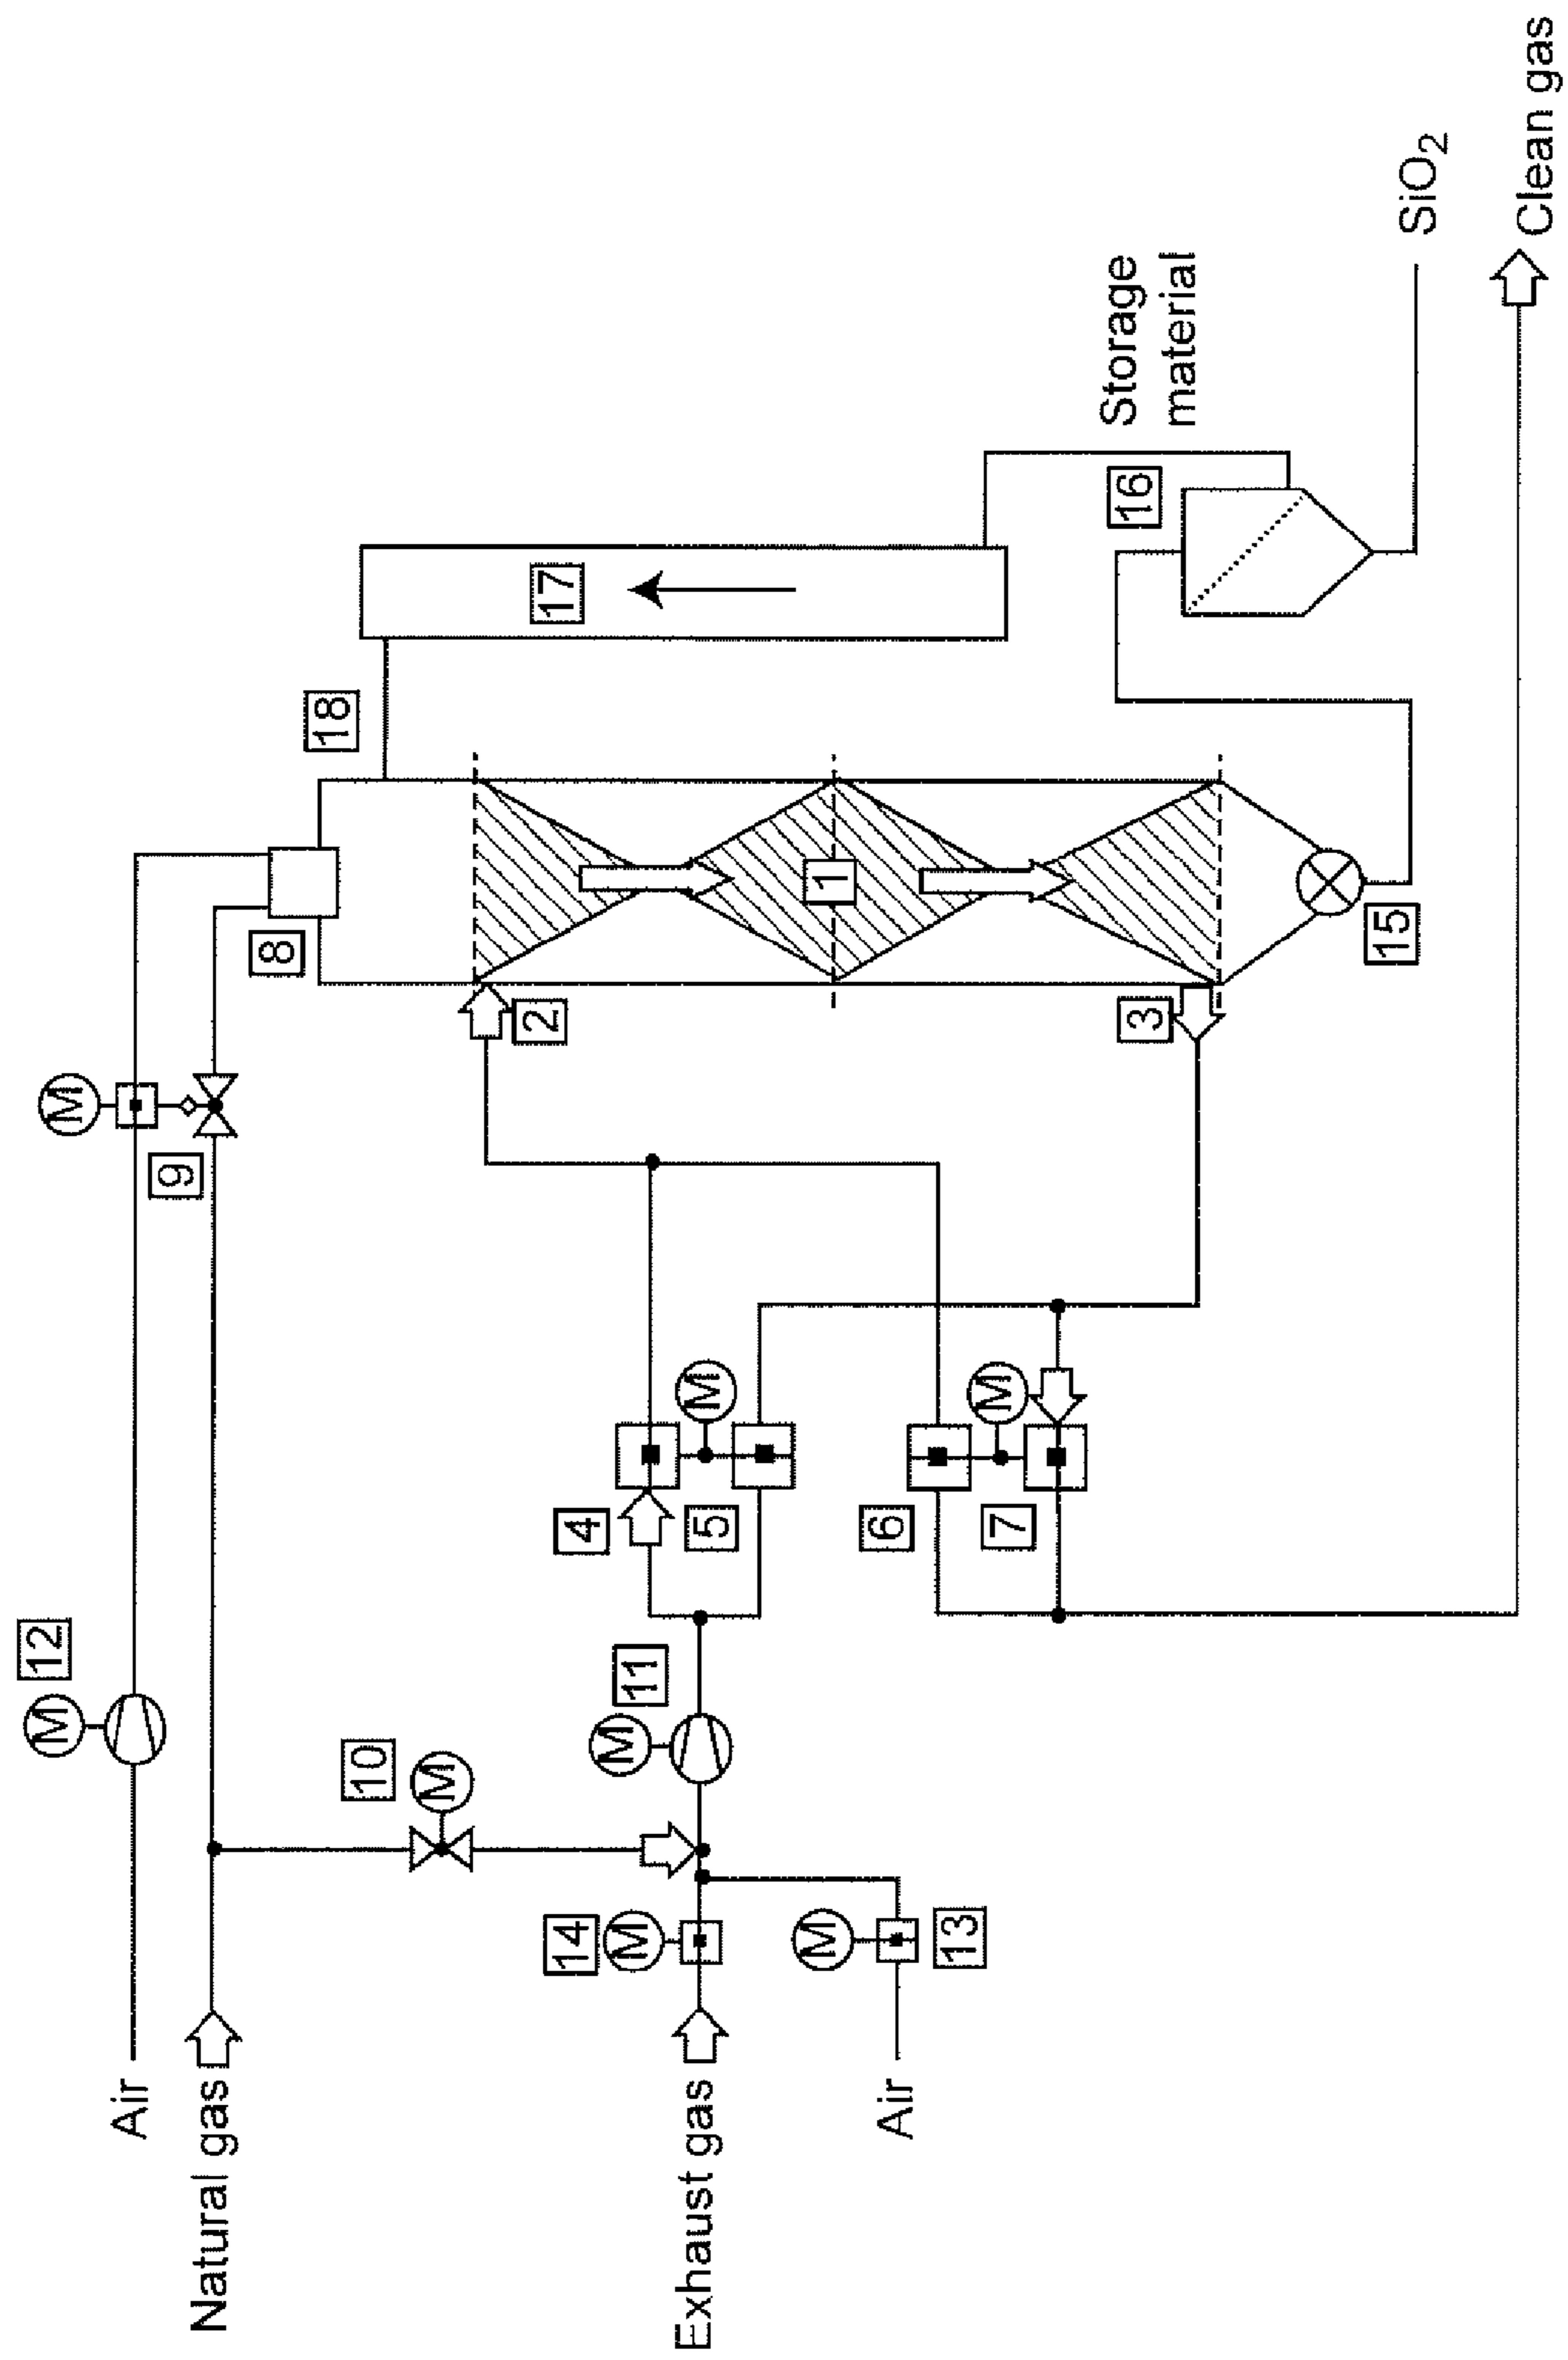 12
M
M
Air
9
Natural gas
8
18
10
M
2
17
14
M
4
11
M
Exhaust gas
5
M
1
M
6
Air
13
7
M
3
16
Storage
material
15
SiO₂
Clean gas